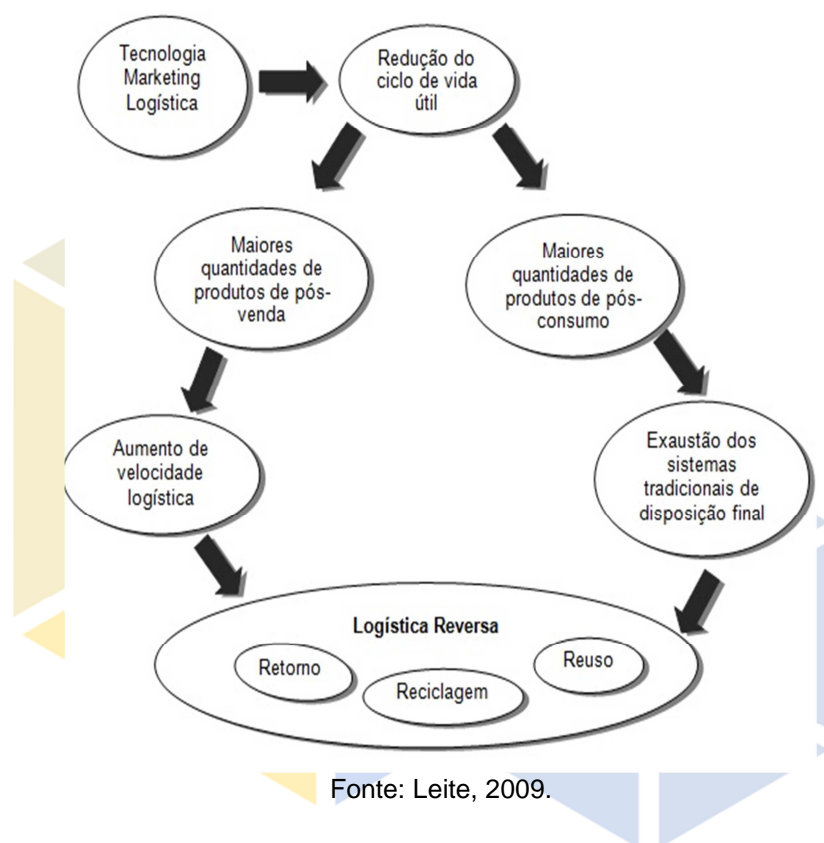 Tecnologia
Marketing
Logística
Redução do
ciclo de vida
útil
Maiores
quantidades de
produtos de pós-
venda
Maiores
quantidades de
produtos de pós-
consumo
Aumento de
velocidade
logística
Exaustão dos
sistemas
tradicionais de
disposição final
Logística Reversa
Retorno
Reciclagem
Reuso
Fonte: Leite, 2009.